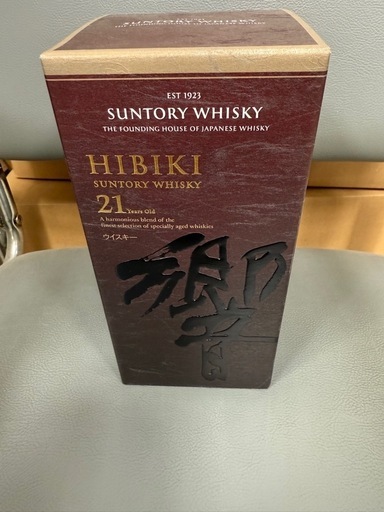 EST 1923
SUNTORY WHISKY
THE FOUNDING HOUSE OF JAPANESE WHISKY
HIBIKI
SUNTORY WHISKY
21 Years Old
A harmonious blend of the
finest selection of specially aged whiskies
ウイスキー
響